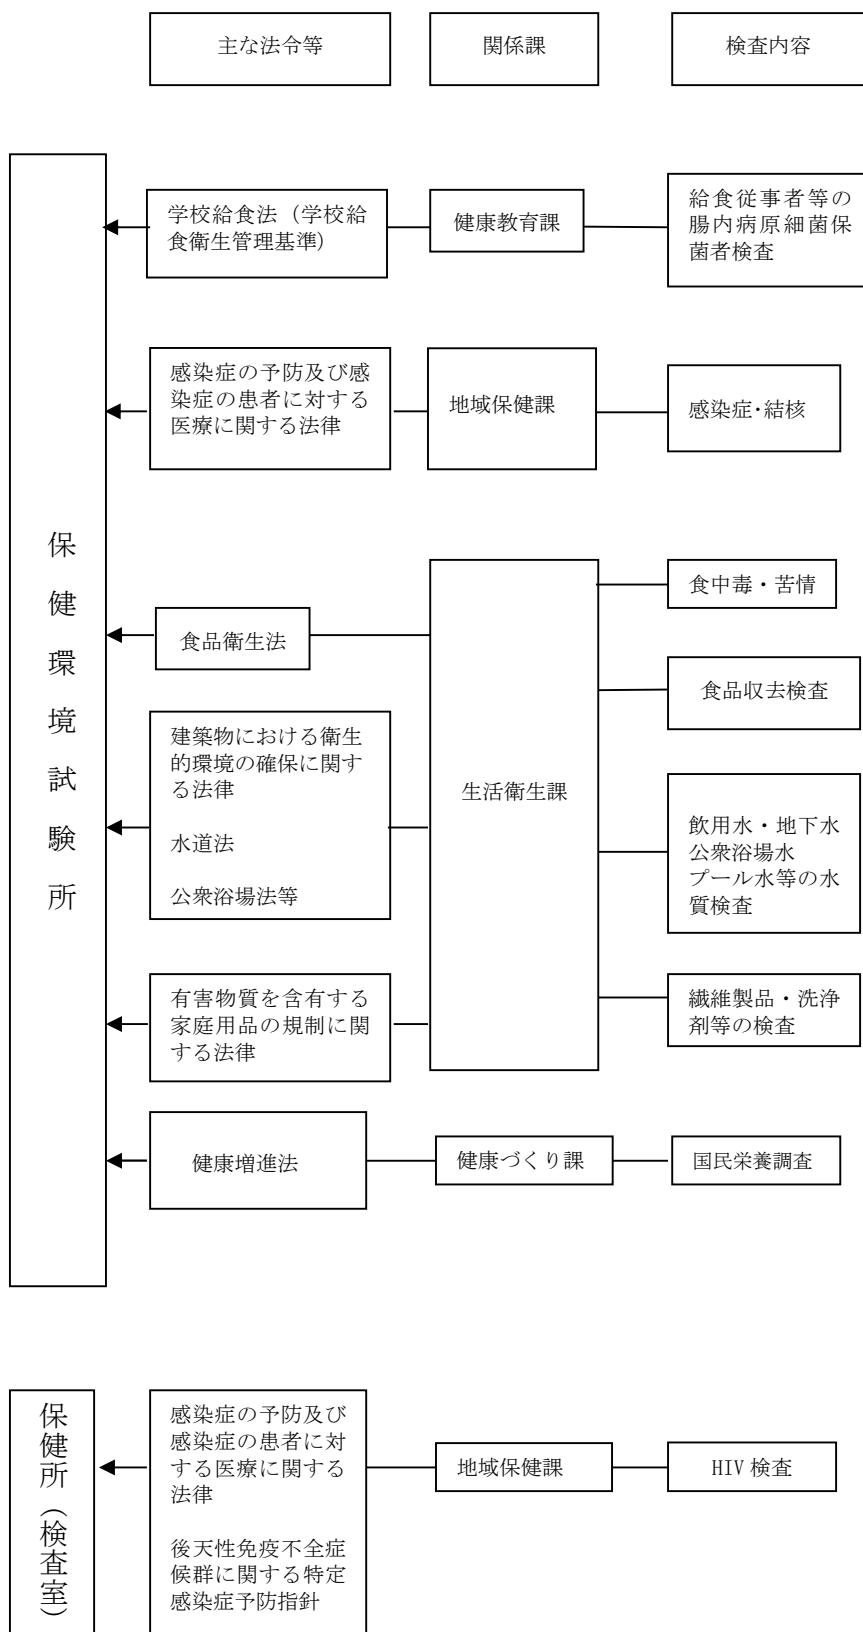 主な法令等
関係課
検査内容
保健環境試験所
学校給食法（学校給
食衛生管理基準）
健康教育課
給食従事者等の
腸内病原細菌保
菌者検査
感染症の予防及び感
染症の患者に対する
医療に関する法律
地域保健課
感染症・結核
食品衛生法
建築物における衛生
的環境の確保に関す
る法律
水道法
公衆浴場法等
有害物質を含有する
家庭用品の規制に関
する法律
生活衛生課
食中毒・苦情
食品収去検査
飲用水・地下水
公衆浴場水
プール水等の水
質検査
繊維製品・洗浄
剤等の検査
健康増進法
健康づくり課
国民栄養調査
保健所（検査室）
感染症の予防及び
感染症の患者に対
する医療に関する
法律
後天性免疫不全症
候群に関する特定
感染症予防指針
地域保健課
HIV 検査